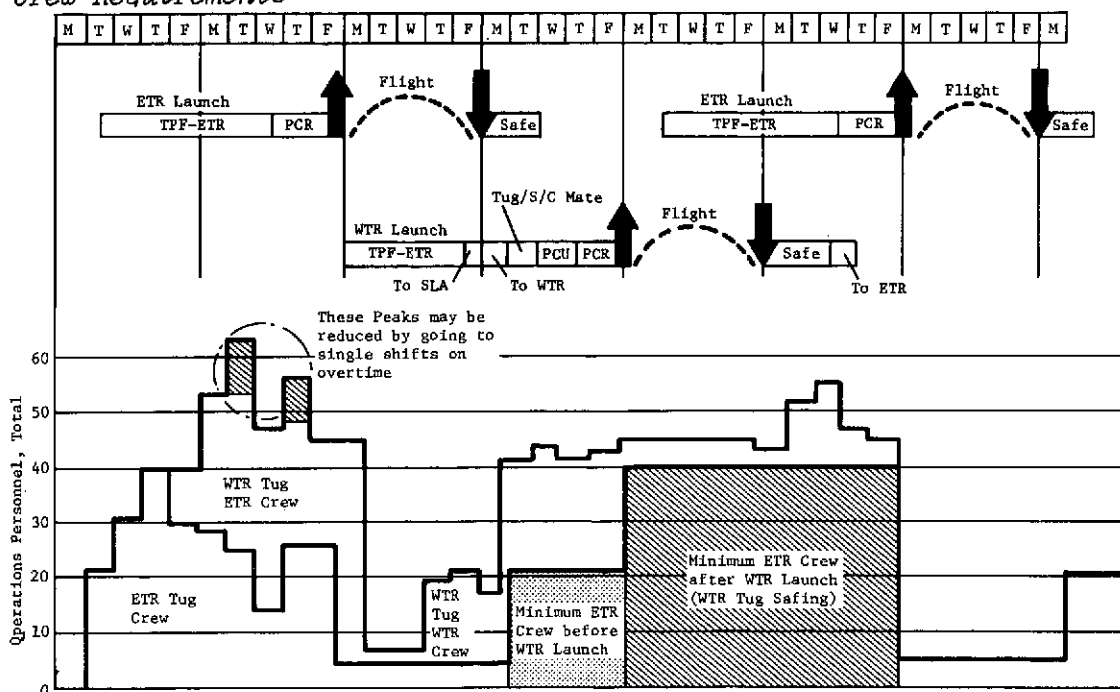 Crew Requirements
M T W T F M T W T F M T W T F M T W T F M T W T F M T W T F M T W T F M
Flight
Flight
ETR Launch
ETR Launch
TPF-ETR
PCR
Safe
TPF-ETR
PCR
Safe
Tug/S/C Mate
Flight
WTR Launch
TPF-ETR
PCU
PCR
Safe
To SLA
To WTR
To ETR
These Peaks may be
reduced by going to
single shifts on
overtime
Operations Personnel, Total
60
50
40
30
20
10
0
WTR Tug
ETR Crew
ETR Tug
Crew
WTR
Tug
WTR
Crew
Minimum ETR
Crew before
WTR Launch
Minimum ETR Crew
after WTR Launch
(WTR Tug Safing)